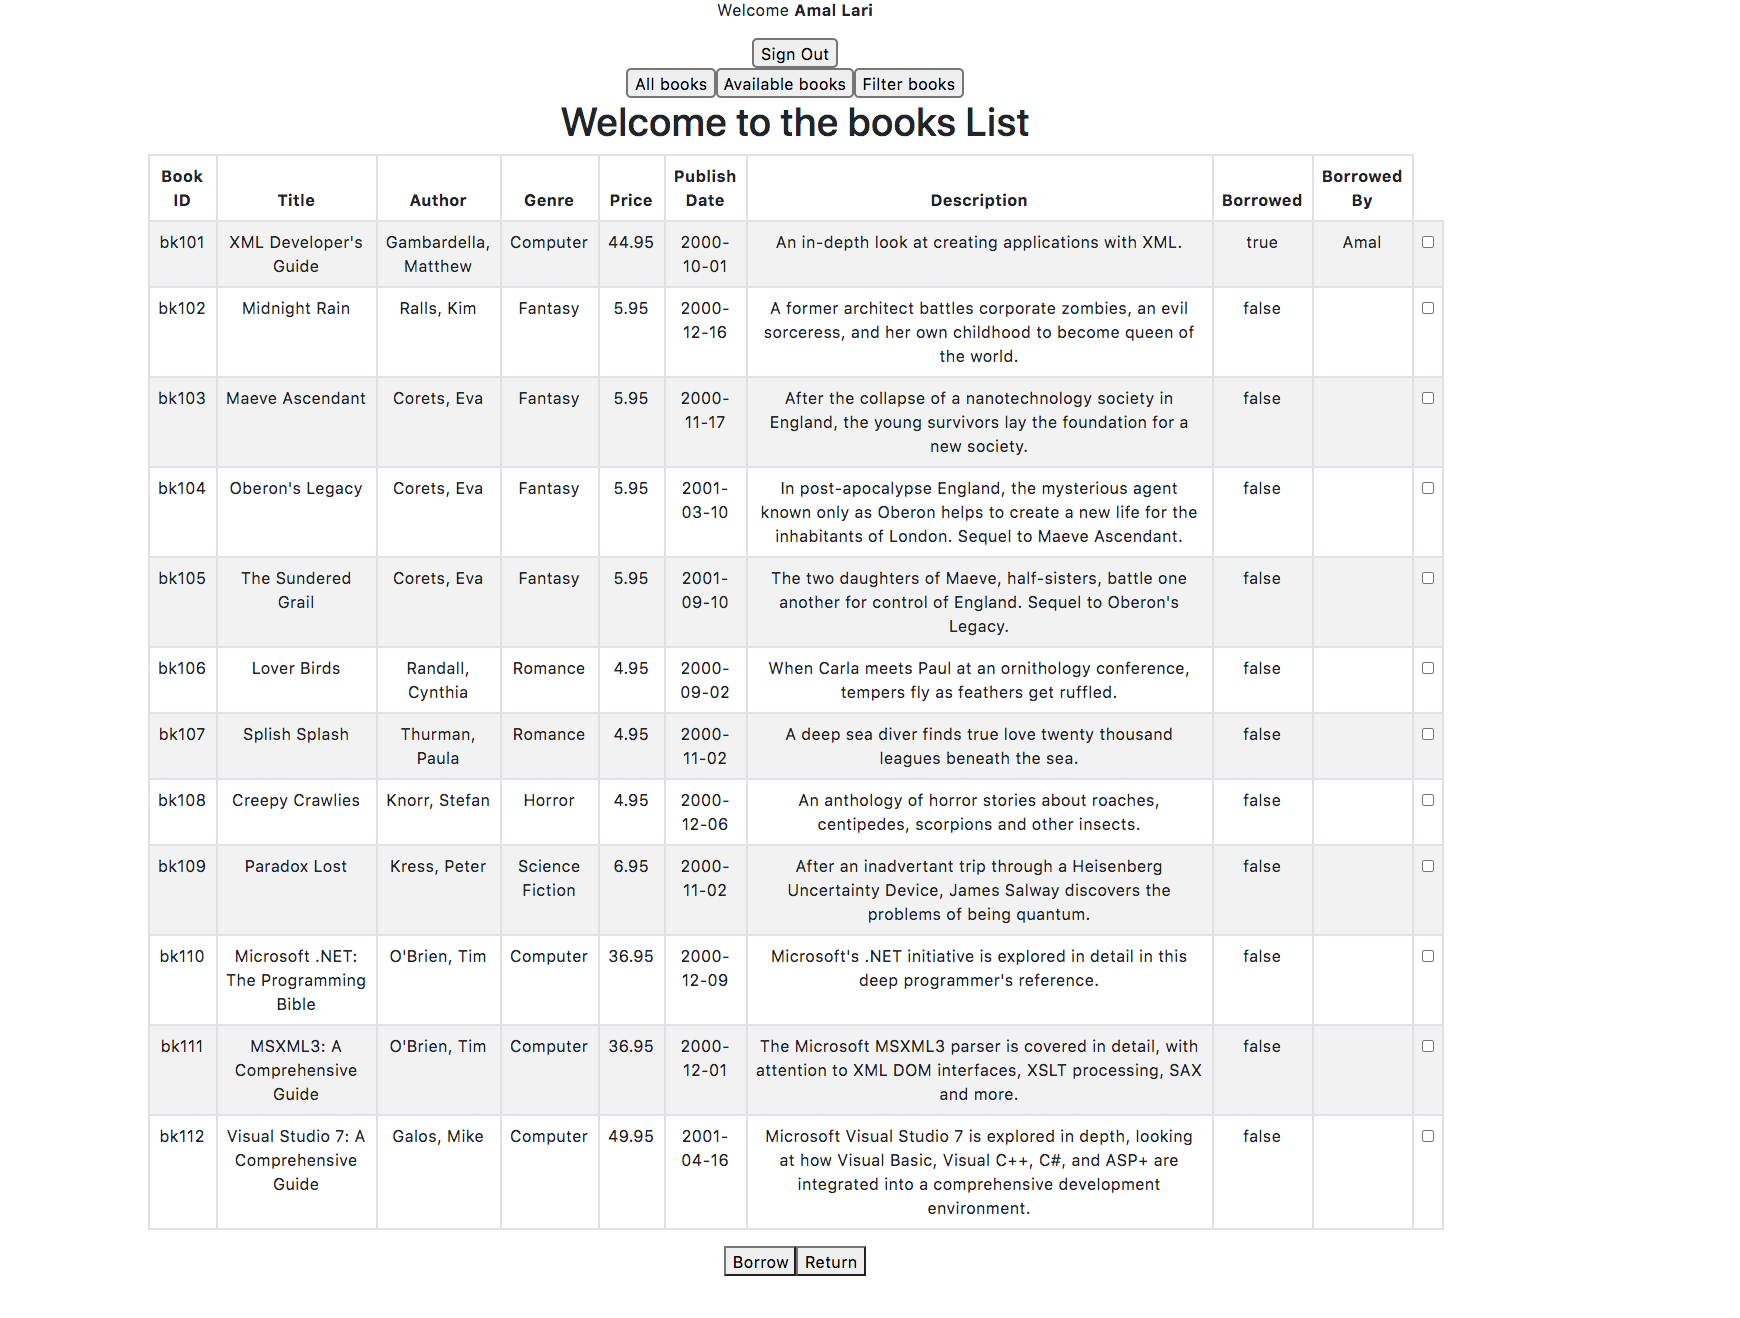 Welcome Amal Lari
Sign Out
All books Available books Filter books
Welcome to the books List
Book ID Title Author Genre Price Publish Date Description Borrowed Borrowed By
bk101 XML Developer's Guide Gambardella, Matthew Computer 44.95 2000-10-01 An in-depth look at creating applications with XML. true Amal
bk102 Midnight Rain Ralls, Kim Fantasy 5.95 2000-12-16 A former architect battles corporate zombies, an evil sorceress, and her own childhood to become queen of the world. false
bk103 Maeve Ascendant Corets, Eva Fantasy 5.95 2000-11-17 After the collapse of a nanotechnology society in England, the young survivors lay the foundation for a new society. false
bk104 Oberon's Legacy Corets, Eva Fantasy 5.95 2001-03-10 In post-apocalypse England, the mysterious agent known only as Oberon helps to create a new life for the inhabitants of London. Sequel to Maeve Ascendant. false
bk105 The Sundered Grail Corets, Eva Fantasy 5.95 2001-09-10 The two daughters of Maeve, half-sisters, battle one another for control of England. Sequel to Oberon's Legacy. false
bk106 Lover Birds Randall, Cynthia Romance 4.95 2000-09-02 When Carla meets Paul at an ornithology conference, tempers fly as feathers get ruffled. false
bk107 Splish Splash Thurman, Paula Romance 4.95 2000-11-02 A deep sea diver finds true love twenty thousand leagues beneath the sea. false
bk108 Creepy Crawlies Knorr, Stefan Horror 4.95 2000-12-06 An anthology of horror stories about roaches, centipedes, scorpions and other insects. false
bk109 Paradox Lost Kress, Peter Science Fiction 6.95 2000-11-02 After an inadvertant trip through a Heisenberg Uncertainty Device, James Salway discovers the problems of being quantum. false
bk110 Microsoft .NET: The Programming Bible O'Brien, Tim Computer 36.95 2000-12-09 Microsoft's .NET initiative is explored in detail in this deep programmer's reference. false
bk111 MSXML3: A Comprehensive Guide O'Brien, Tim Computer 36.95 2000-12-01 The Microsoft MSXML3 parser is covered in detail, with attention to XML DOM interfaces, XSLT processing, SAX and more. false
bk112 Visual Studio 7: A Comprehensive Guide Galos, Mike Computer 49.95 2001-04-16 Microsoft Visual Studio 7 is explored in depth, looking at how Visual Basic, Visual C++, C#, and ASP+ are integrated into a comprehensive development environment. false
Borrow Return